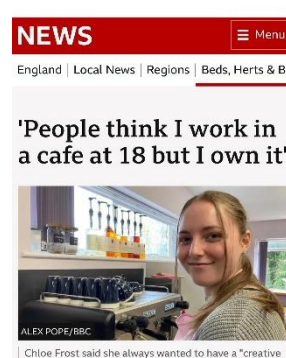 NEWS
☰ Menu
England | Local News | Regions | Beds, Herts & B
'People think I work in
a cafe at 18 but I own it'
ALEX POPE/BBC
Chloe Frost said she always wanted to have a "creative